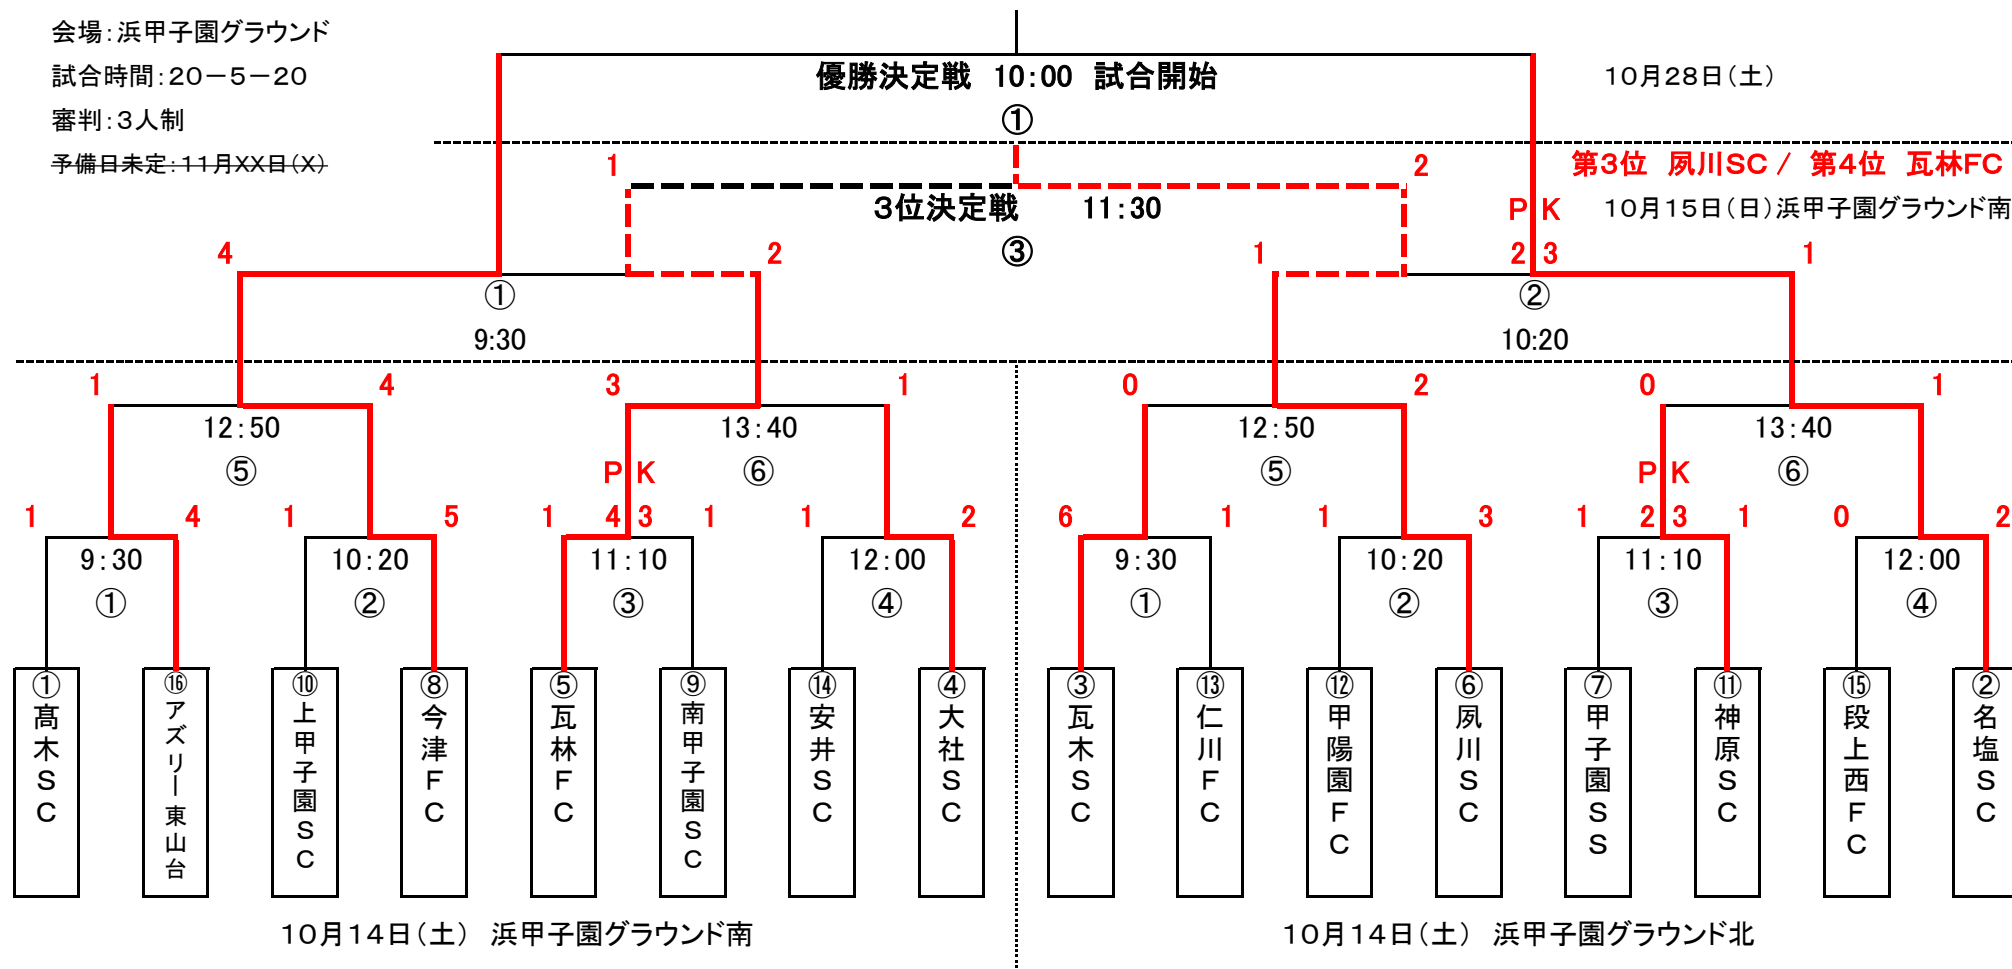 会場：浜甲子園グラウンド
試合時間：２０－５－２０
審判：３人制
予備日未定：１１月XX日（X）
優勝決定戦　10：00　試合開始
①
１０月２８日（土）
第３位　夙川SC / 第４位　瓦林FC
１０月１５日（日）浜甲子園グラウンド南
1 2
３位決定戦　11：30
③
4 2 1 PK 2 3 1
① ②
9:30 10:20
1 4 3 1 0 2 0 1
12：50 13：40 12：50 13：40
⑤ ⑥ ⑤ ⑥
PK PK
1 4 1 5 1 4 3 1 1 2 6 1 1 3 1 2 3 1 0 2
9：30 10：20 11：10 12：00 9：30 10：20 11：10 12：00
① ② ③ ④ ① ② ③ ④
①髙木SC
⑯アズリー東山台
⑩上甲子園SC
⑧今津FC
⑤瓦林FC
⑨南甲子園SC
⑭安井SC
④大社SC
③瓦木SC
⑬仁川FC
⑫甲陽園FC
⑥夙川SC
⑦甲子園SS
⑪神原SC
⑮段上西FC
②名塩SC
１０月１４日（土）　浜甲子園グラウンド南
１０月１４日（土）　浜甲子園グラウンド北